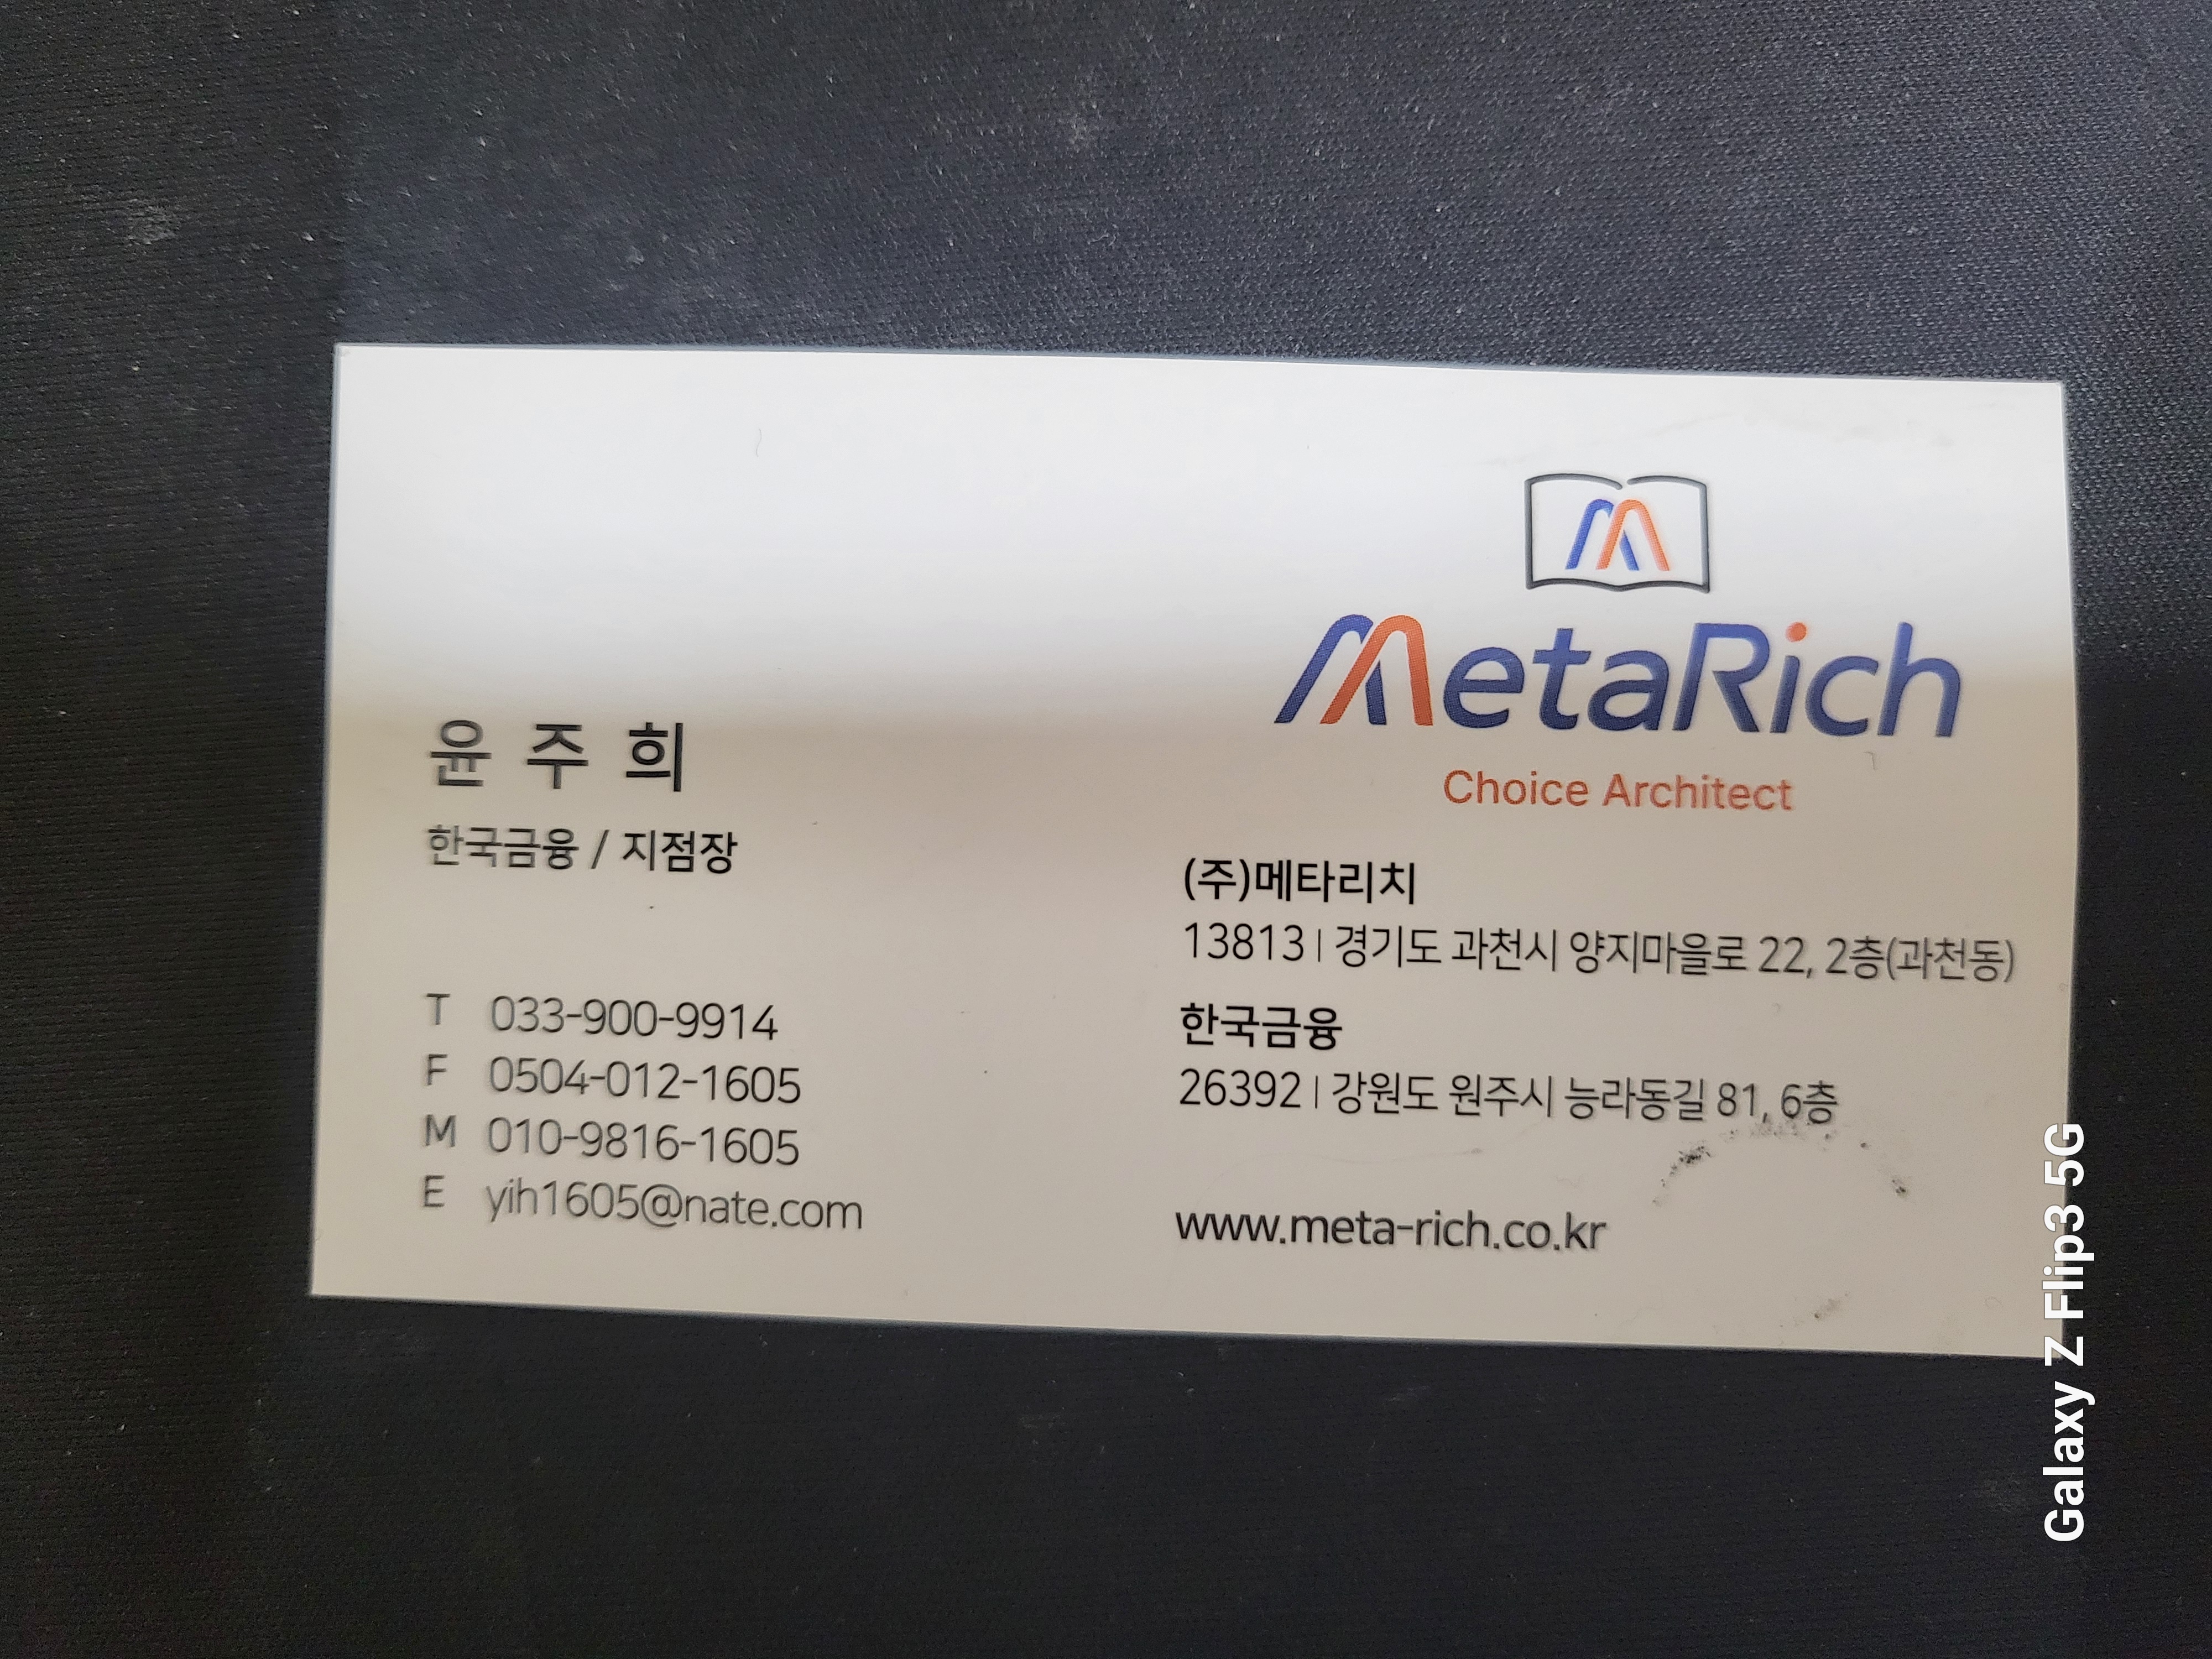 윤주희
한국금융 / 지점장
T 033-900-9914
F 0504-012-1605
M 010-9816-1605
E yih1605@nate.com
MetaRich
Choice Architect
(주)메타리치
13813 | 경기도 과천시 양지마을로 22, 2층(과천동)
한국금융
26392 | 강원도 원주시 능라동길 81, 6층
www.meta-rich.co.kr
Galaxy Z Flip3 5G